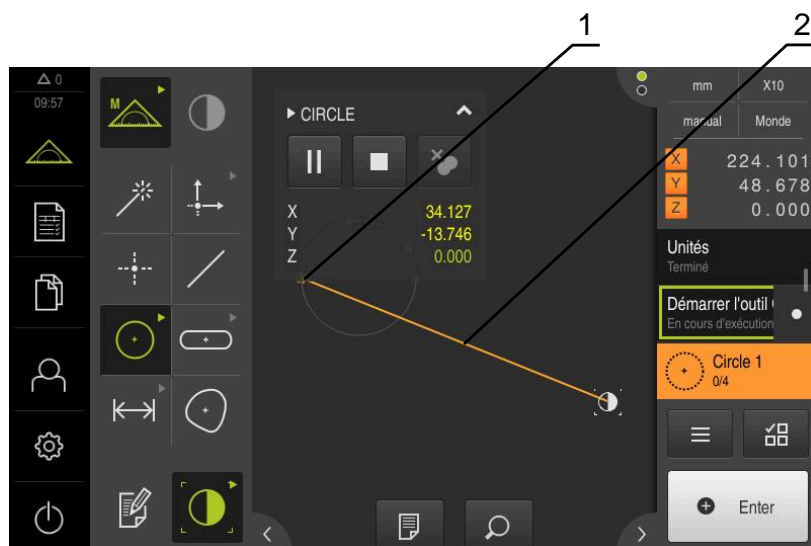 1
2
0
09:57
M
CIRCLE
X 34.127
Y -13.746
Z 0.000
mm X10
manual Monde
X 224.101
Y 48.678
Z 0.000
Unités
Terminé
Démarrer l'outil
En cours d'exécution
Circle 1
0/4
Enter